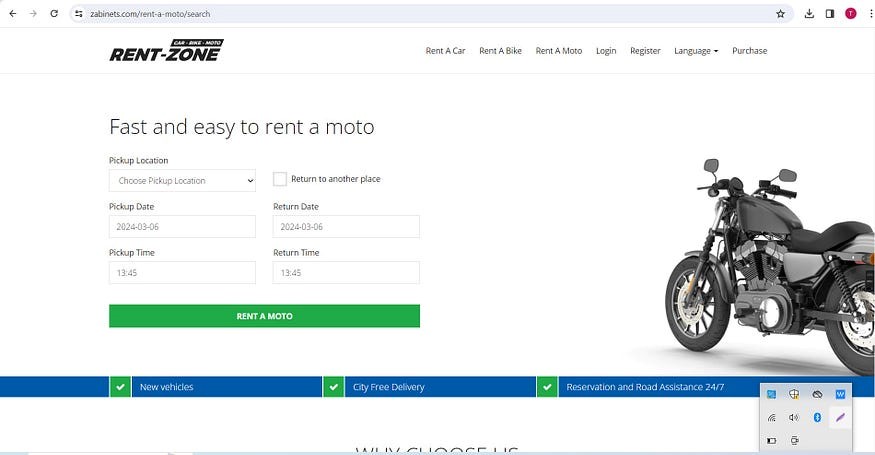 zabinets.com/rent-a-moto/search
T
CAR - BIKE - MOTO
RENT-ZONE
Rent A Car
Rent A Bike
Rent A Moto
Login
Register
Language
Purchase
Fast and easy to rent a moto
Pickup Location
Choose Pickup Location
Return to another place
Pickup Date
Return Date
2024-03-06
2024-03-06
Pickup Time
Return Time
13:45
13:45
RENT A MOTO
New vehicles
City Free Delivery
Reservation and Road Assistance 24/7
WHY CHOOSE US